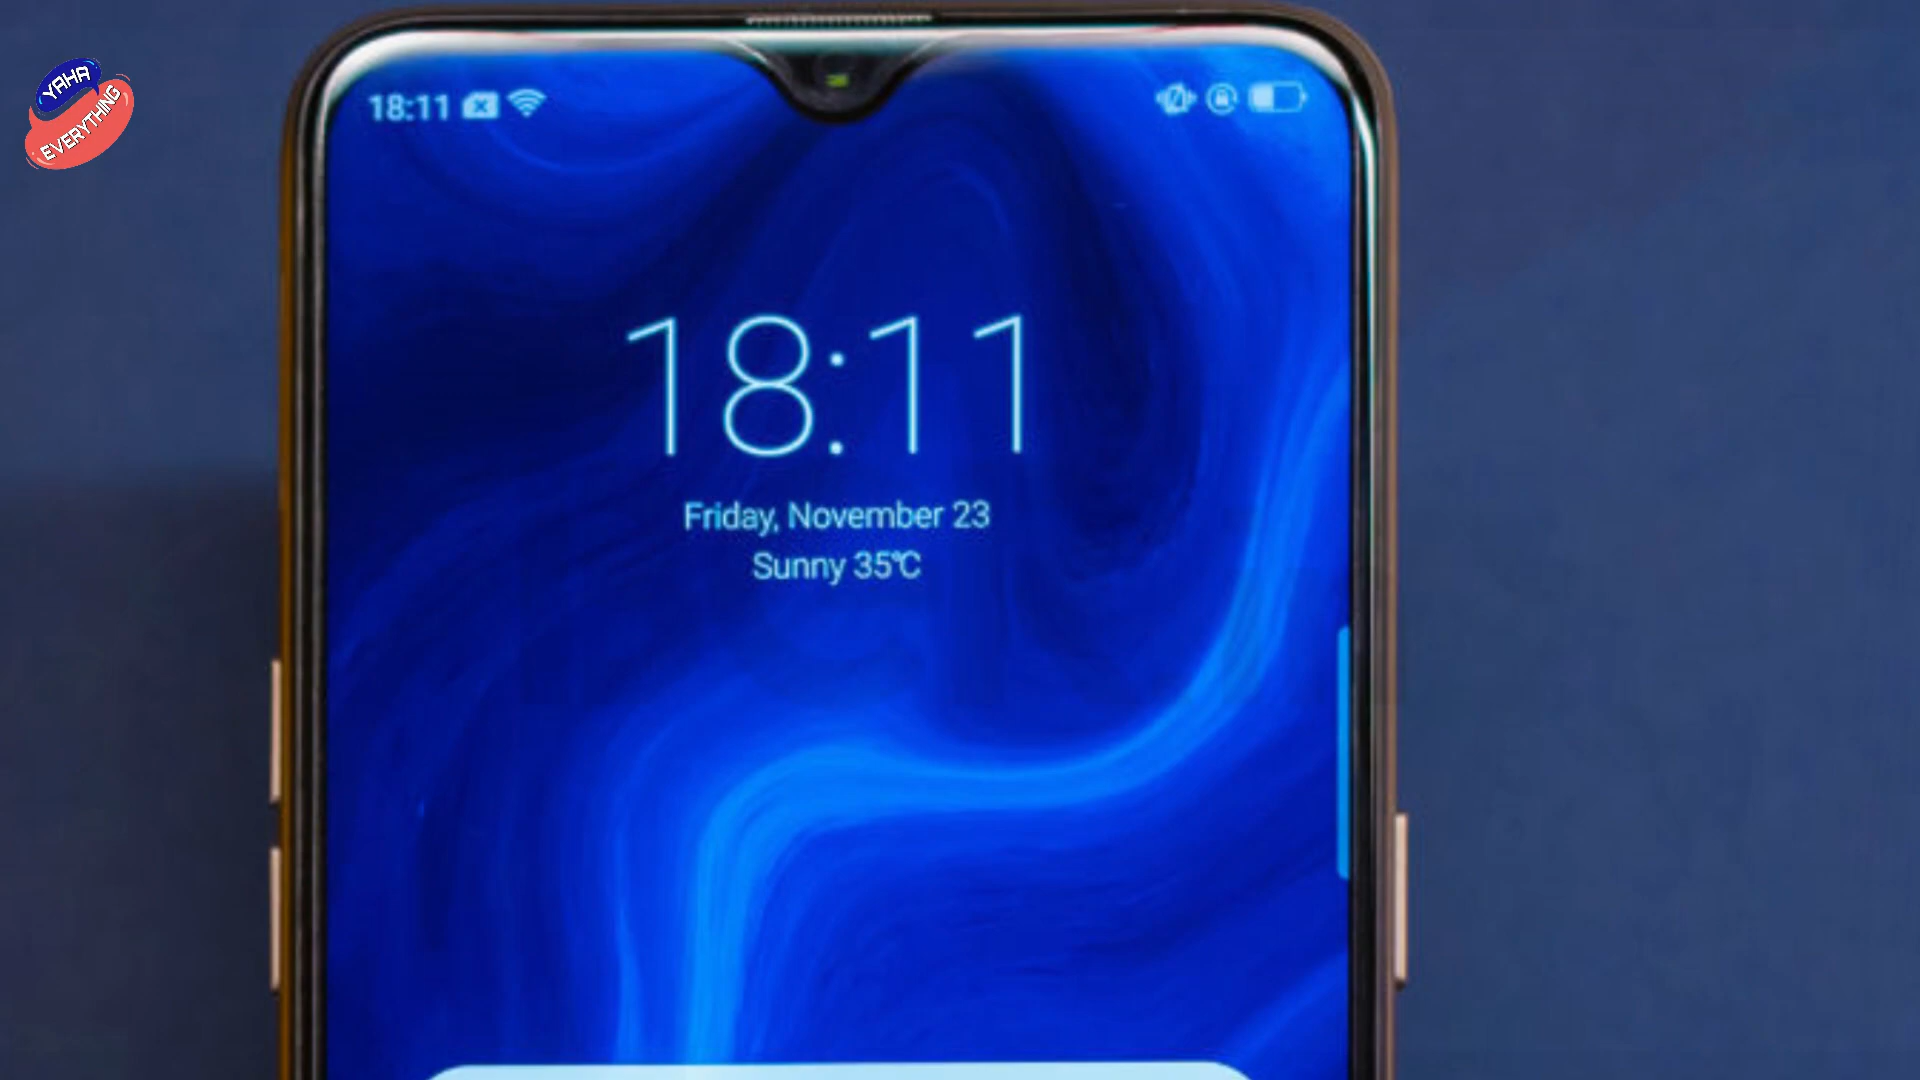 YAHA
EVERYTHING
18:11
18:11
Friday, November 23
Sunny 35℃